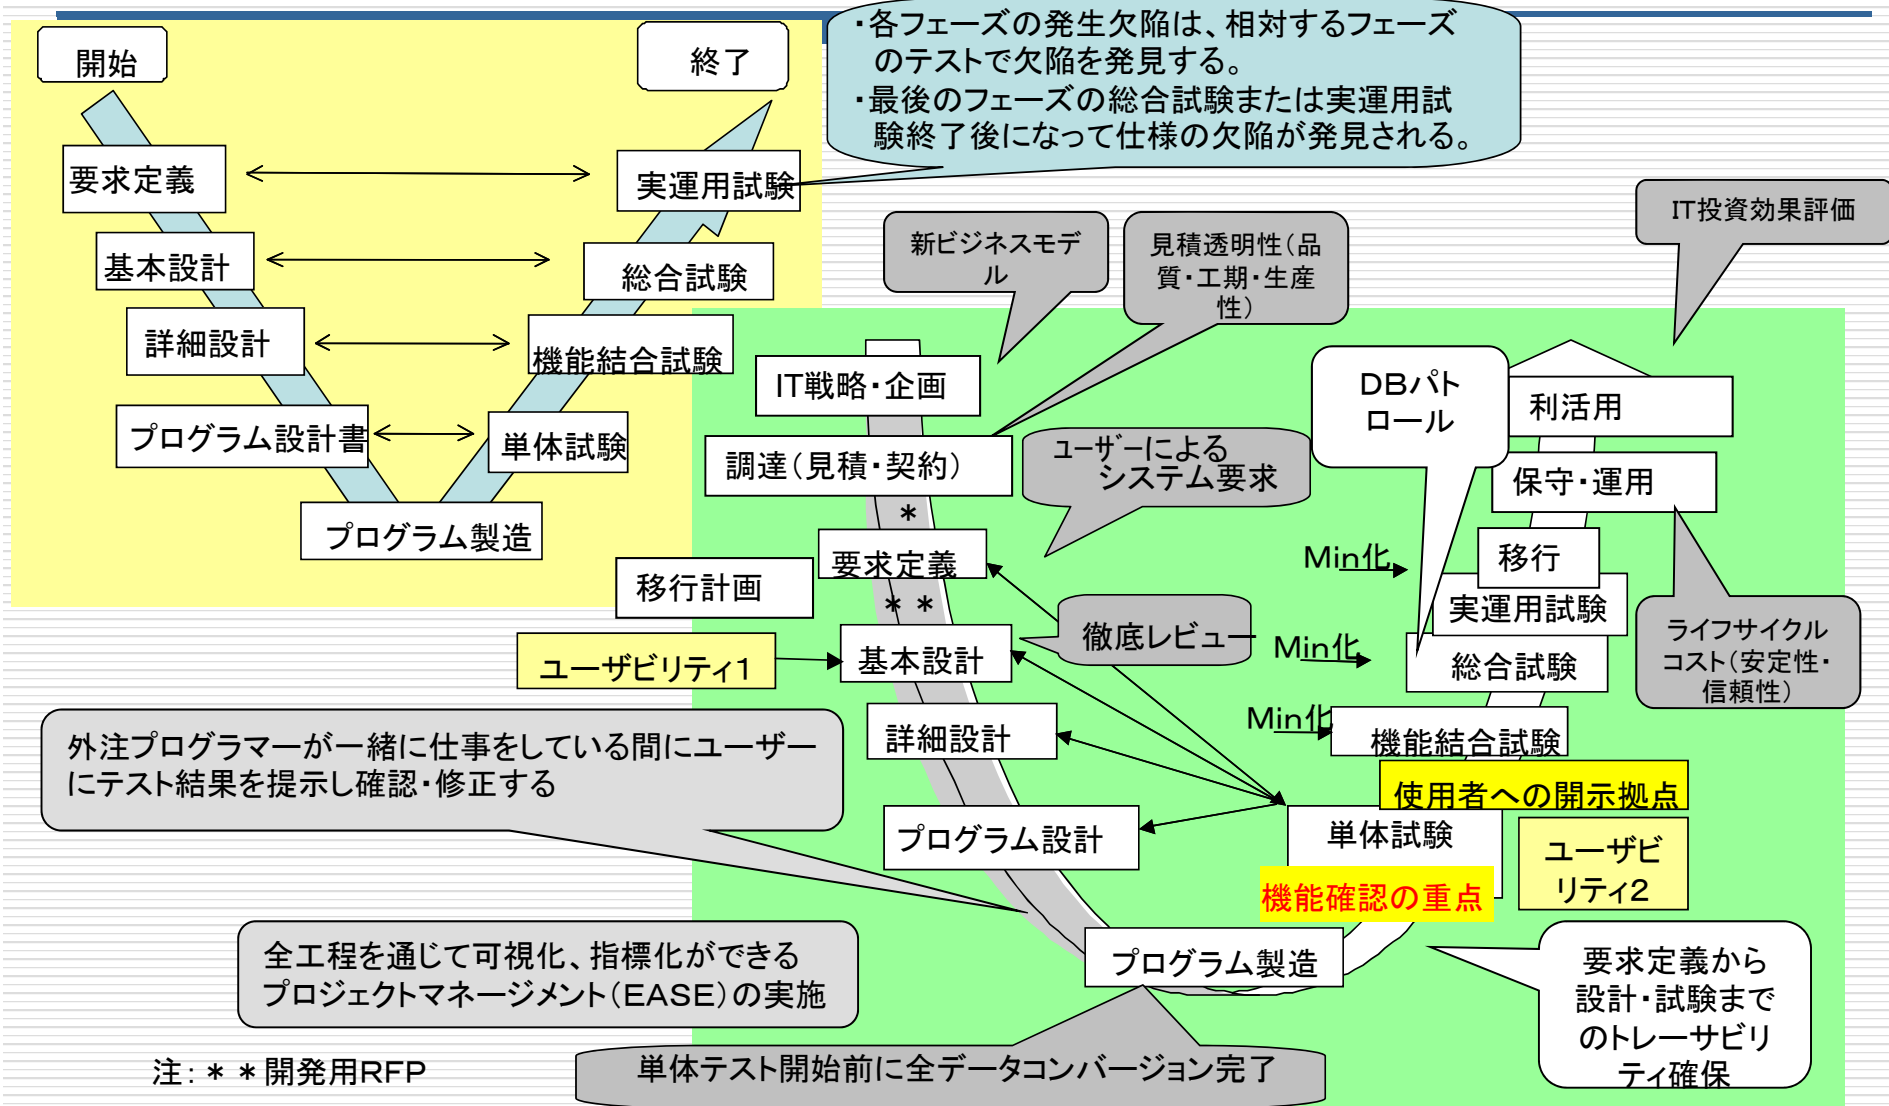 ・各フェーズの発生欠陥は、相対するフェーズ
のテストで欠陥を発見する。
・最後のフェーズの総合試験または実運用試
験終了後になって仕様の欠陥が発見される。
開始
終了
要求定義
実運用試験
基本設計
総合試験
詳細設計
機能結合試験
プログラム設計書
単体試験
プログラム製造
新ビジネスモデ
ル
見積透明性(品
質・工期・生産
性)
IT投資効果評価
IT戦略・企画
調達(見積・契約)
*
要求定義
移行計画
**
ユーザーによる
システム要求
ユーザビリティ1
基本設計
徹底レビュー
詳細設計
プログラム設計
プログラム製造
DBパト
ロール
利活用
保守・運用
Min化
移行
実運用試験
Min化
総合試験
Min化
機能結合試験
ライフサイクル
コスト(安定性・
信頼性)
使用者への開示拠点
単体試験
機能確認の重点
ユーザビ
リティ2
外注プログラマーが一緒に仕事をしている間にユーザー
にテスト結果を提示し確認・修正する
全工程を通じて可視化、指標化ができる
プロジェクトマネージメント(EASE)の実施
要求定義から
設計・試験まで
のトレーサビリ
ティ確保
注:**開発用RFP
単体テスト開始前に全データコンバージョン完了